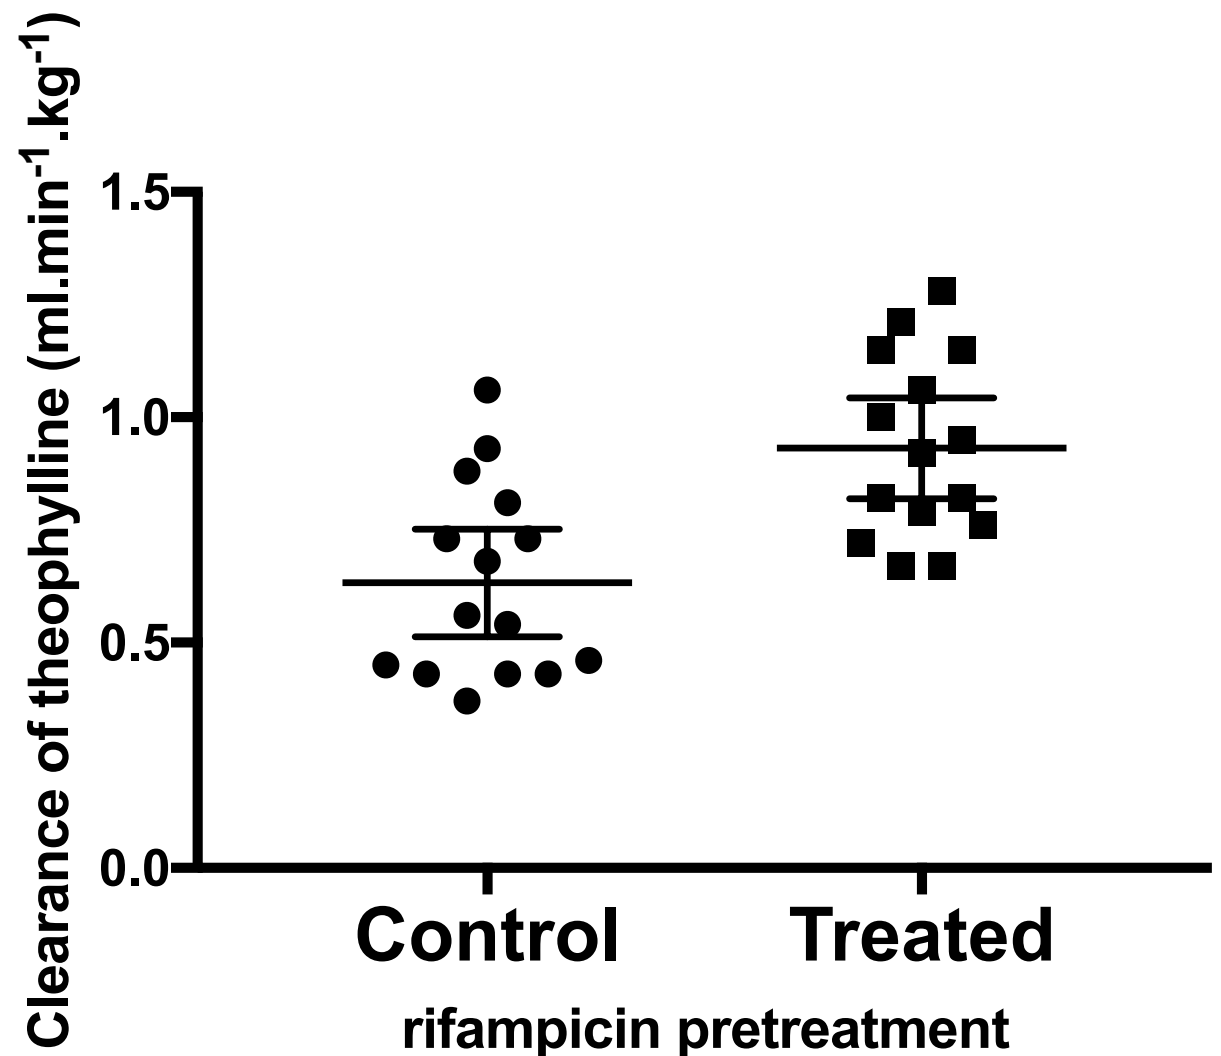 Clearance of theophylline (ml.min⁻¹.kg⁻¹)
1.5
1.0
0.5
0.0
Control Treated
rifampicin pretreatment